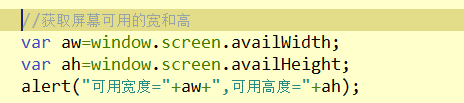 //获取屏幕可用的宽和高
var aw=window.screen.availWidth;
var ah=window.screen.availHeight;
alert("可用宽度="+aw+",可用高度="+ah);